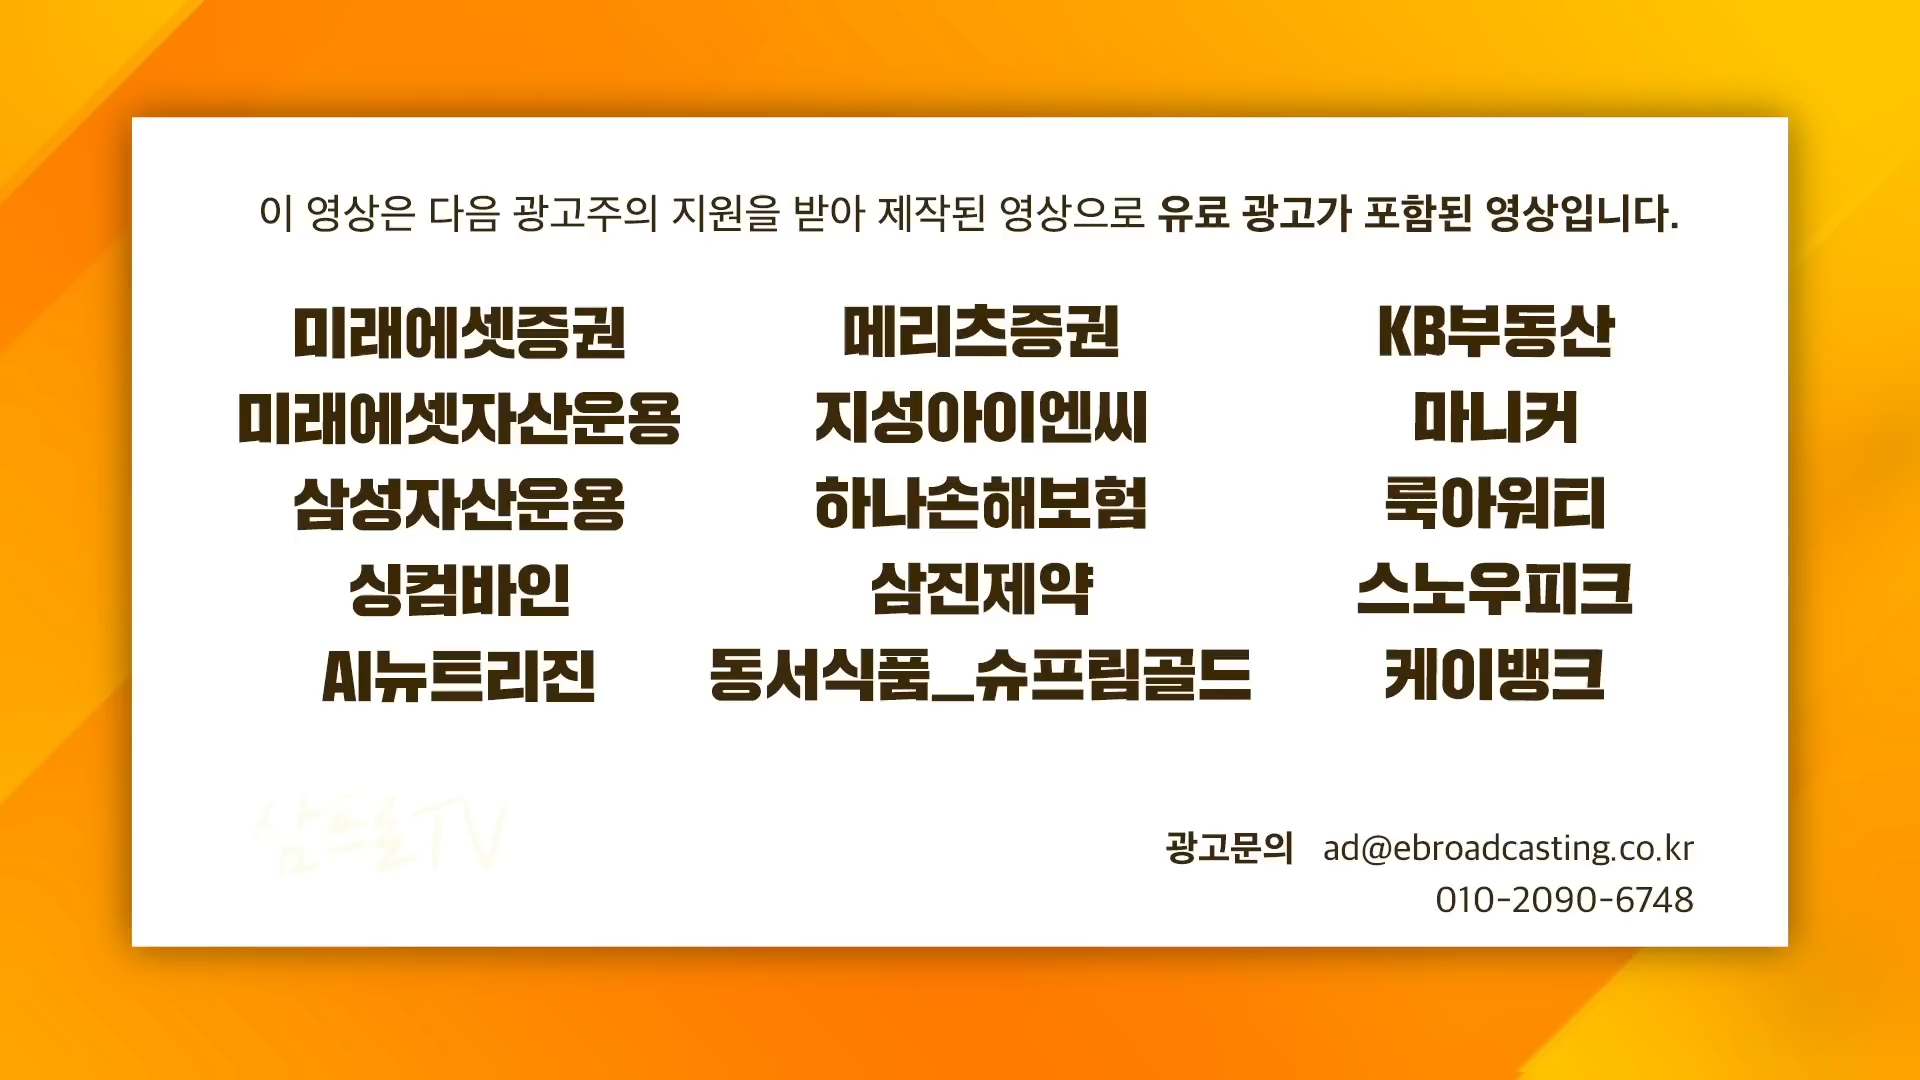 이 영상은 다음 광고주의 지원을 받아 제작된 영상으로 유료 광고가 포함된 영상입니다.
미래에셋증권 메리츠증권 KB부동산
미래에셋자산운용 지성아이엔씨 마니커
삼성자산운용 하나손해보험 룩아워티
싱컴바인 삼진제약 스노우피크
AI뉴트리진 동서식품_슈프림골드 케이뱅크
삼프로TV
광고문의 ad@ebroadcasting.co.kr
010-2090-6748